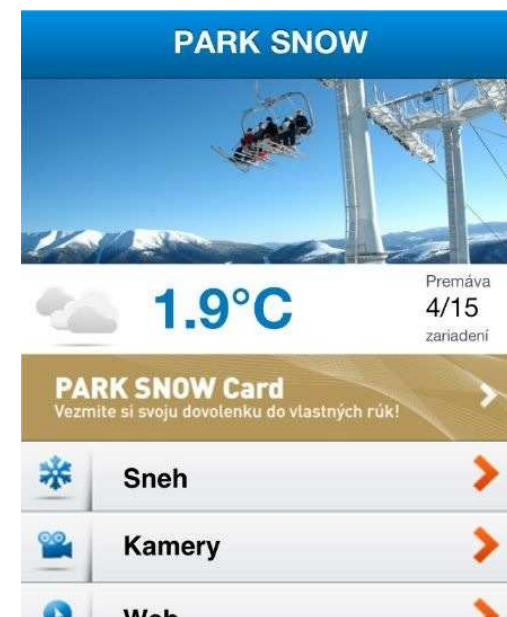 PARK SNOW
1.9°C
Premáva
4/15
zariadení
PARK SNOW Card
Vezmite si svoju dovolenku do vlastných rúk!
Sneh
Kamery
Web